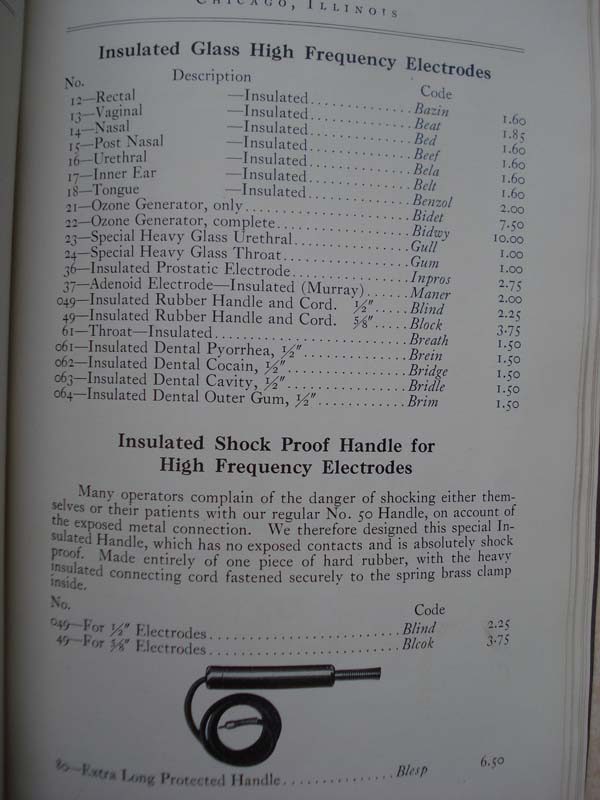 CHICAGO, ILLINOIS
Insulated Glass High Frequency Electrodes
No. Description Code
12—Rectal —Insulated.............Bazin 1.60
13—Vaginal —Insulated.............Beat 1.85
14—Nasal —Insulated.............Bed 1.60
15—Post Nasal —Insulated.............Beef 1.60
16—Urethral —Insulated.............Bela 1.60
17—Inner Ear —Insulated.............Belt 1.60
18—Tongue —Insulated.............Benzol 2.00
21—Ozone Generator, only.............Bidet 7.50
22—Ozone Generator, complete.............Bidwy 10.00
23—Special Heavy Glass Urethral.............Gull 1.00
24—Special Heavy Glass Throat.............Gum 1.00
36—Insulated Prostatic Electrode.............Inpros 2.75
37—Adenoid Electrode—Insulated (Murray)......Maner 2.00
049—Insulated Rubber Handle and Cord. ½″.....Blind 2.25
49—Insulated Rubber Handle and Cord. ⅝″.....Block 3.75
61—Throat—Insulated.............Breath 1.50
061—Insulated Dental Pyorrhea, ½″.............Brein 1.50
062—Insulated Dental Cocain, ½″.............Bridge 1.50
063—Insulated Dental Cavity, ½″.............Bridle 1.50
064—Insulated Dental Outer Gum, ½″.............Brim 1.50
Insulated Shock Proof Handle for
High Frequency Electrodes
Many operators complain of the danger of shocking either them-
selves or their patients with our regular No. 50 Handle, on account of
the exposed metal connection. We therefore designed this special In-
sulated Handle, which has no exposed contacts and is absolutely shock
proof. Made entirely of one piece of hard rubber, with the heavy
insulated connecting cord fastened securely to the spring brass clamp
inside.
No. Code
049—For ½″ Electrodes.............Blind 2.25
49—For ⅝″ Electrodes.............Blcok 3.75
80—Extra Long Protected Handle.............Blesp 6.50